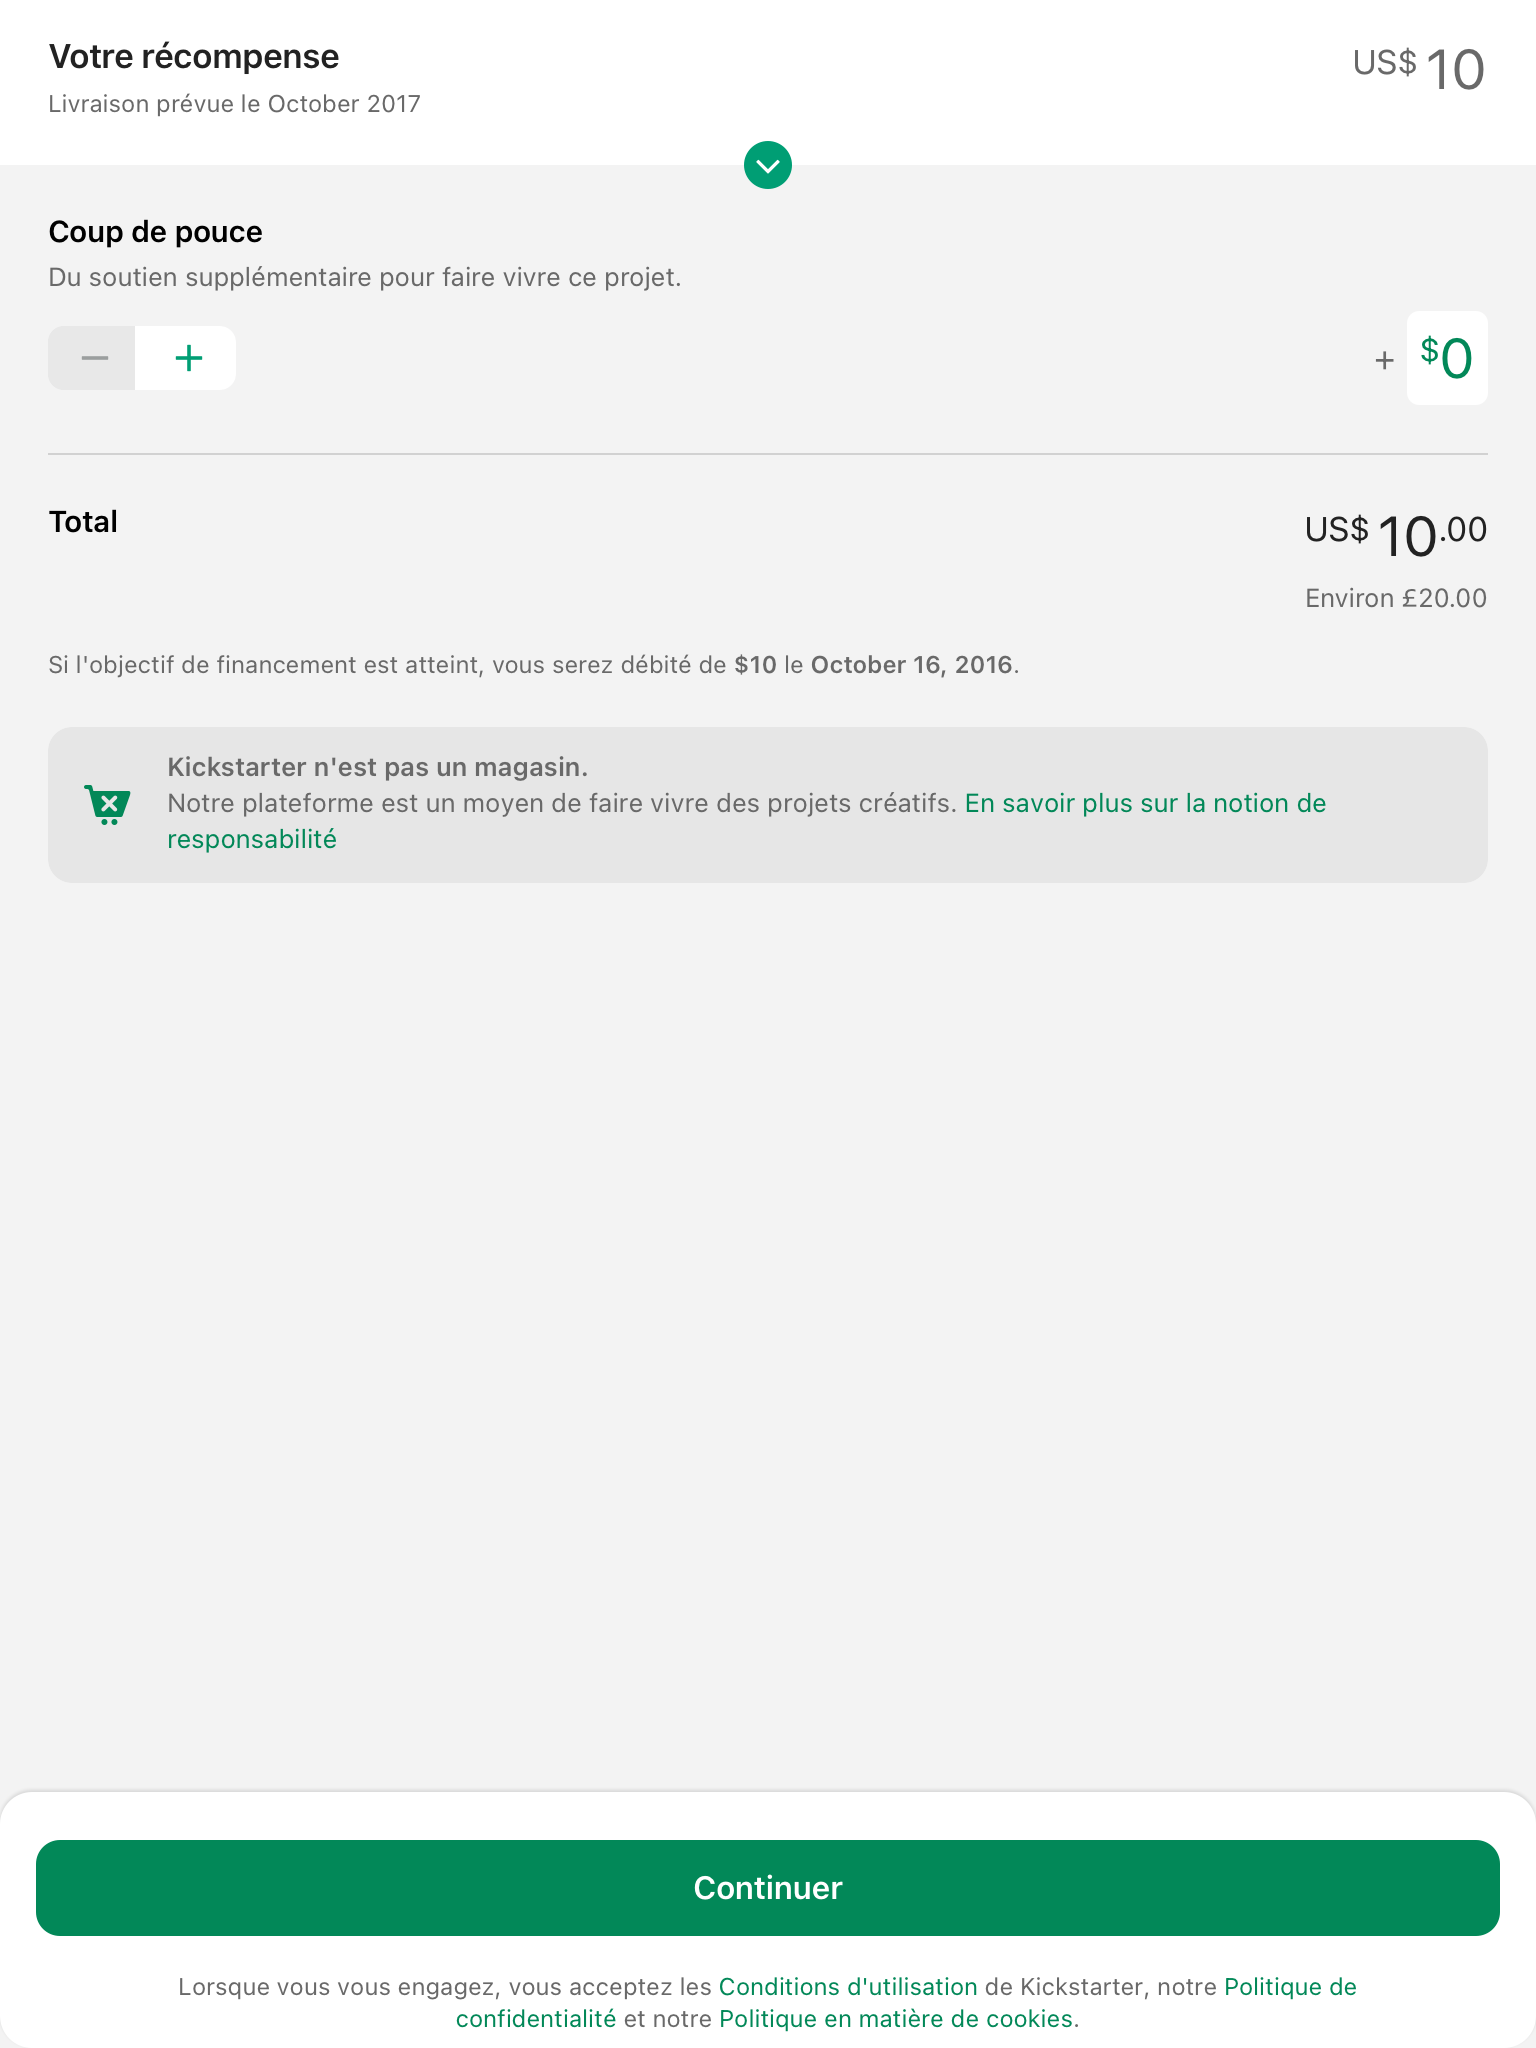 Votre récompense
US$ 10
Livraison prévue le October 2017
Coup de pouce
Du soutien supplémentaire pour faire vivre ce projet.
− +
+ $0
Total
US$ 10.00
Environ £20.00
Si l'objectif de financement est atteint, vous serez débité de $10 le October 16, 2016.
Kickstarter n'est pas un magasin.
Notre plateforme est un moyen de faire vivre des projets créatifs. En savoir plus sur la notion de
responsabilité
Continuer
Lorsque vous vous engagez, vous acceptez les Conditions d'utilisation de Kickstarter, notre Politique de
confidentialité et notre Politique en matière de cookies.